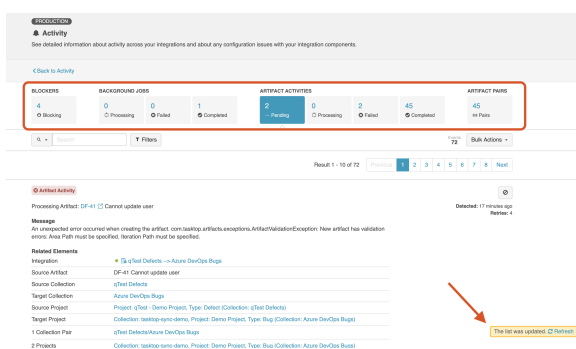 PRODUCTION
Activity
See detailed information about activity across your integrations and about any configuration issues with your integration components.
Back to Activity
BLOCKERS BACKGROUND JOBS ARTIFACT ACTIVITIES ARTIFACT PAIRS
4 0 0 1 2 0 2 45 45
Blocking Processing Failed Completed Pending Processing Failed Completed Pairs
Search Filters Events 72 Bulk Actions
Result 1 - 10 of 72 Previous 1 2 3 4 5 6 7 8 Next
Artifact Activity
Processing Artifact: DF-41 Cannot update user Detected: 17 minutes ago
Retries: 4
Message
An unexpected error occurred when creating the artifact. com.tasktop.artifacts.exceptions.ArtifactValidationException: New artifact has validation
errors: Area Path must be specified. Iteration Path must be specified.
Related Elements
Integration qTest Defects --> Azure DevOps Bugs
Source Artifact DF-41 Cannot update user
Source Collection qTest Defects
Target Collection Azure DevOps Bugs
Source Project Project: qTest - Demo Project, Type: Defect (Collection: qTest Defects)
Target Project Collection: tasktop-sync-demo, Project: Demo Project, Type: Bug (Collection: Azure DevOps Bugs)
1 Collection Pair qTest Defects/Azure DevOps Bugs
2 Projects Collection: tasktop-sync-demo, Project: Demo Project, Type: Bug (Collection: Azure DevOps Bugs)
The list was updated. Refresh